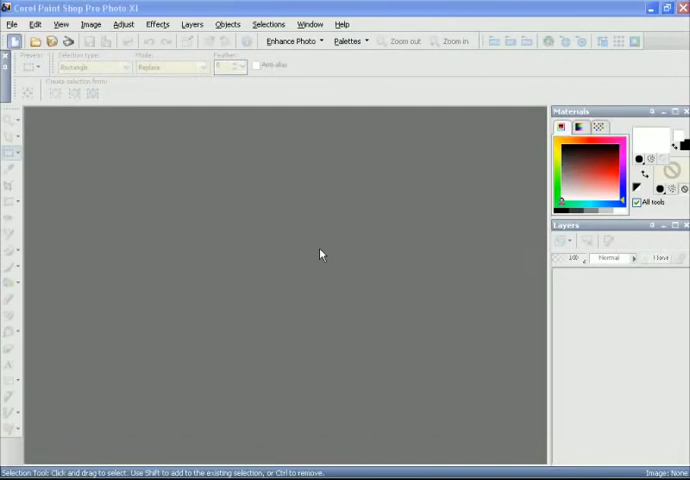 Corel Paint Shop Pro Photo XI
File Edit View Image Adjust Effects Layers Objects Selections Window Help
Enhance Photo Palettes Zoom out Zoom in
Presets: Selection type: Mode: Feather:
Rectangle Replace 0 Anti-alias
Create selection from:
Materials
All tools
Layers
100 Normal None
Selection Tool: Click and drag to select. Use Shift to add to the existing selection, or Ctrl to remove.
Image: None